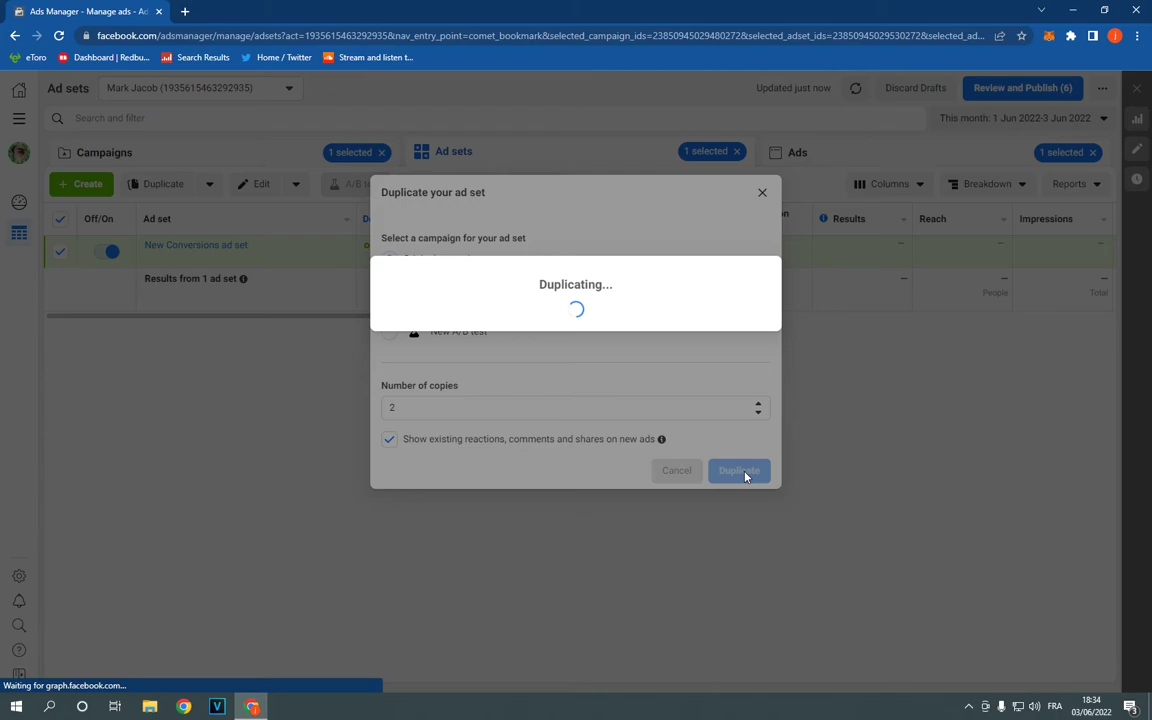 Ads Manager - Manage ads - Ad
facebook.com/adsmanager/manage/adsets?act=1935615463292935&nav_entry_point=comet_bookmark&selected_campaign_ids=23850945029480272&selected_adset_ids=23850945029530272&selected_ad...
eToro
Dashboard | Redbu...
Search Results
Home / Twitter
Stream and listen t...
Ad sets
Mark Jacob (1935615463292935)
Updated just now
Discard Drafts
Review and Publish (6)
Search and filter
This month: 1 Jun 2022-3 Jun 2022
Campaigns
1 selected
Ad sets
1 selected
Ads
1 selected
+ Create
Duplicate
Edit
A/B te
Columns
Breakdown
Reports
Off/On
Ad set
Results
Reach
Impressions
New Conversions ad set
Results from 1 ad set
People
Total
Duplicate your ad set
Select a campaign for your ad set
Duplicating...
New A/B test
Number of copies
2
Show existing reactions, comments and shares on new ads
Cancel
Duplicate
Waiting for graph.facebook.com...
FRA
18:34
03/06/2022
3